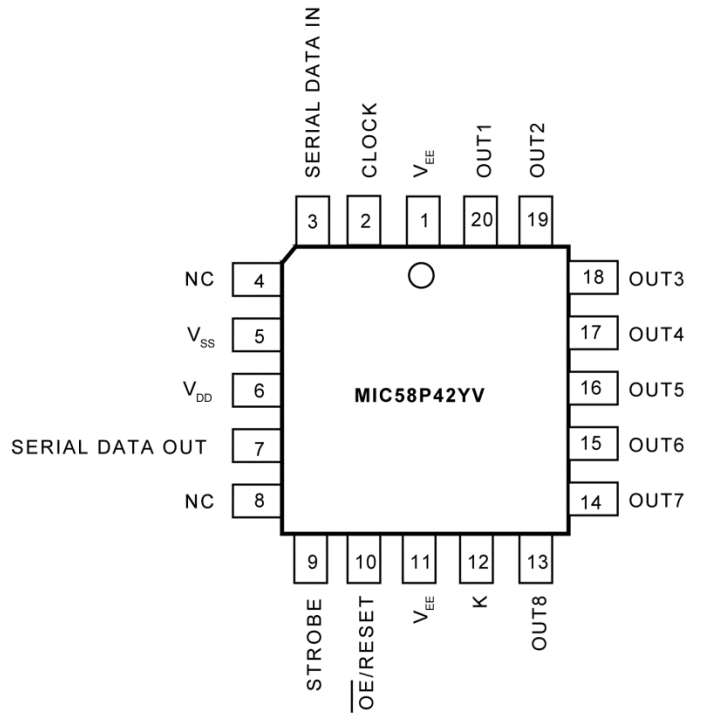 SERIAL DATA IN
CLOCK
VEE
OUT1
OUT2
3
2
1
20
19
NC 4
18 OUT3
VSS 5
17 OUT4
VDD 6
16 OUT5
MIC58P42YV
SERIAL DATA OUT 7
15 OUT6
NC 8
14 OUT7
9
10
11
12
13
STROBE
OE/RESET
VEE
K
OUT8